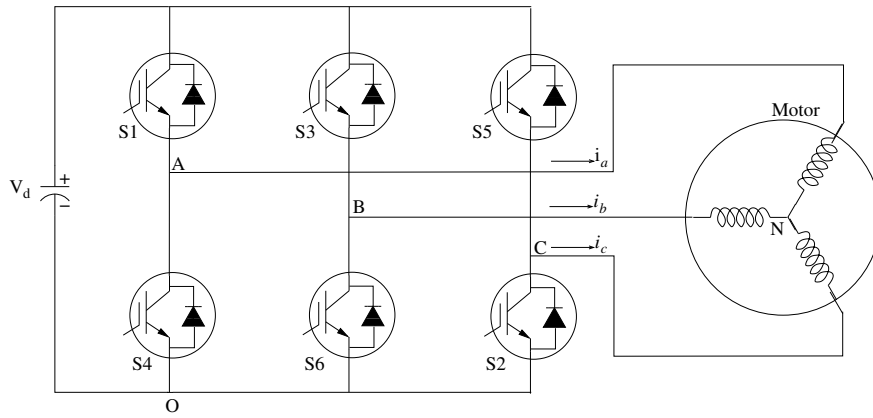 S1
S3
S5
Motor
A
i_a
V_d
+
−
B
i_b
N
C
i_c
S4
S6
S2
O